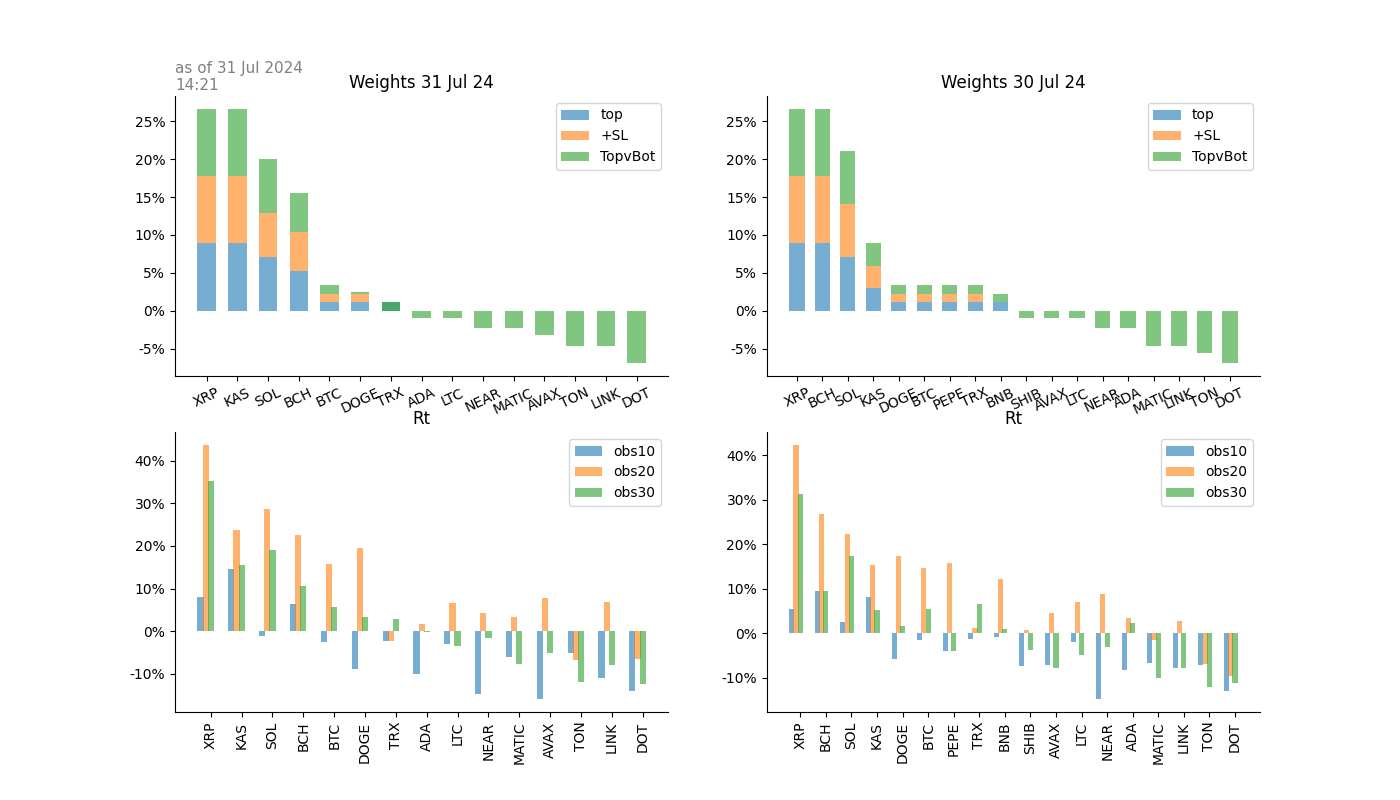 as of 31 Jul 2024
14:21
Weights 31 Jul 24
25%
20%
15%
10%
5%
0%
-5%
top
+SL
TopvBot
XRP KAS SOL BCH BTC DOGE TRX ADA LTC NEAR MATIC AVAX TON LINK DOT
Weights 30 Jul 24
25%
20%
15%
10%
5%
0%
-5%
top
+SL
TopvBot
XRP BCH SOL KAS DOGE BTC PEPE TRX BNB SHIB AVAX LTC NEAR ADA MATIC LINK TON DOT
Rt
40%
30%
20%
10%
0%
-10%
obs10
obs20
obs30
XRP KAS SOL BCH BTC DOGE TRX ADA LTC NEAR MATIC AVAX TON LINK DOT
Rt
40%
30%
20%
10%
0%
-10%
obs10
obs20
obs30
XRP BCH SOL KAS DOGE BTC PEPE TRX BNB SHIB AVAX LTC NEAR ADA MATIC LINK TON DOT